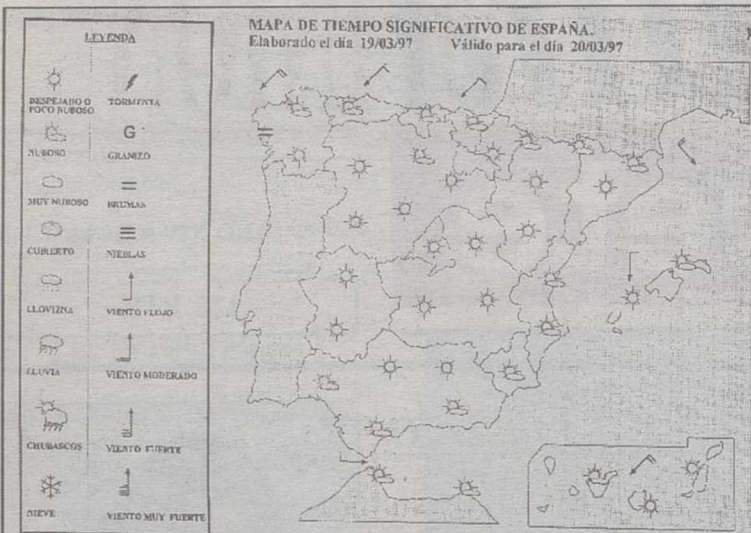 LEYENDA
DESPEJADO O
POCO NUBOSO
TORMENTA
G
NUBOSO
GRANIZO
MUY NUBOSO
BRUMAS
CUBIERTO
NIEBLAS
LLOVIZNA
VIENTO FLOJO
LLUVIA
VIENTO MODERADO
CHUBASCOS
VIENTO FUERTE
NIEVE
VIENTO MUY FUERTE
MAPA DE TIEMPO SIGNIFICATIVO DE ESPAÑA.
Elaborado el día 19/03/97 Válido para el día 20/03/97